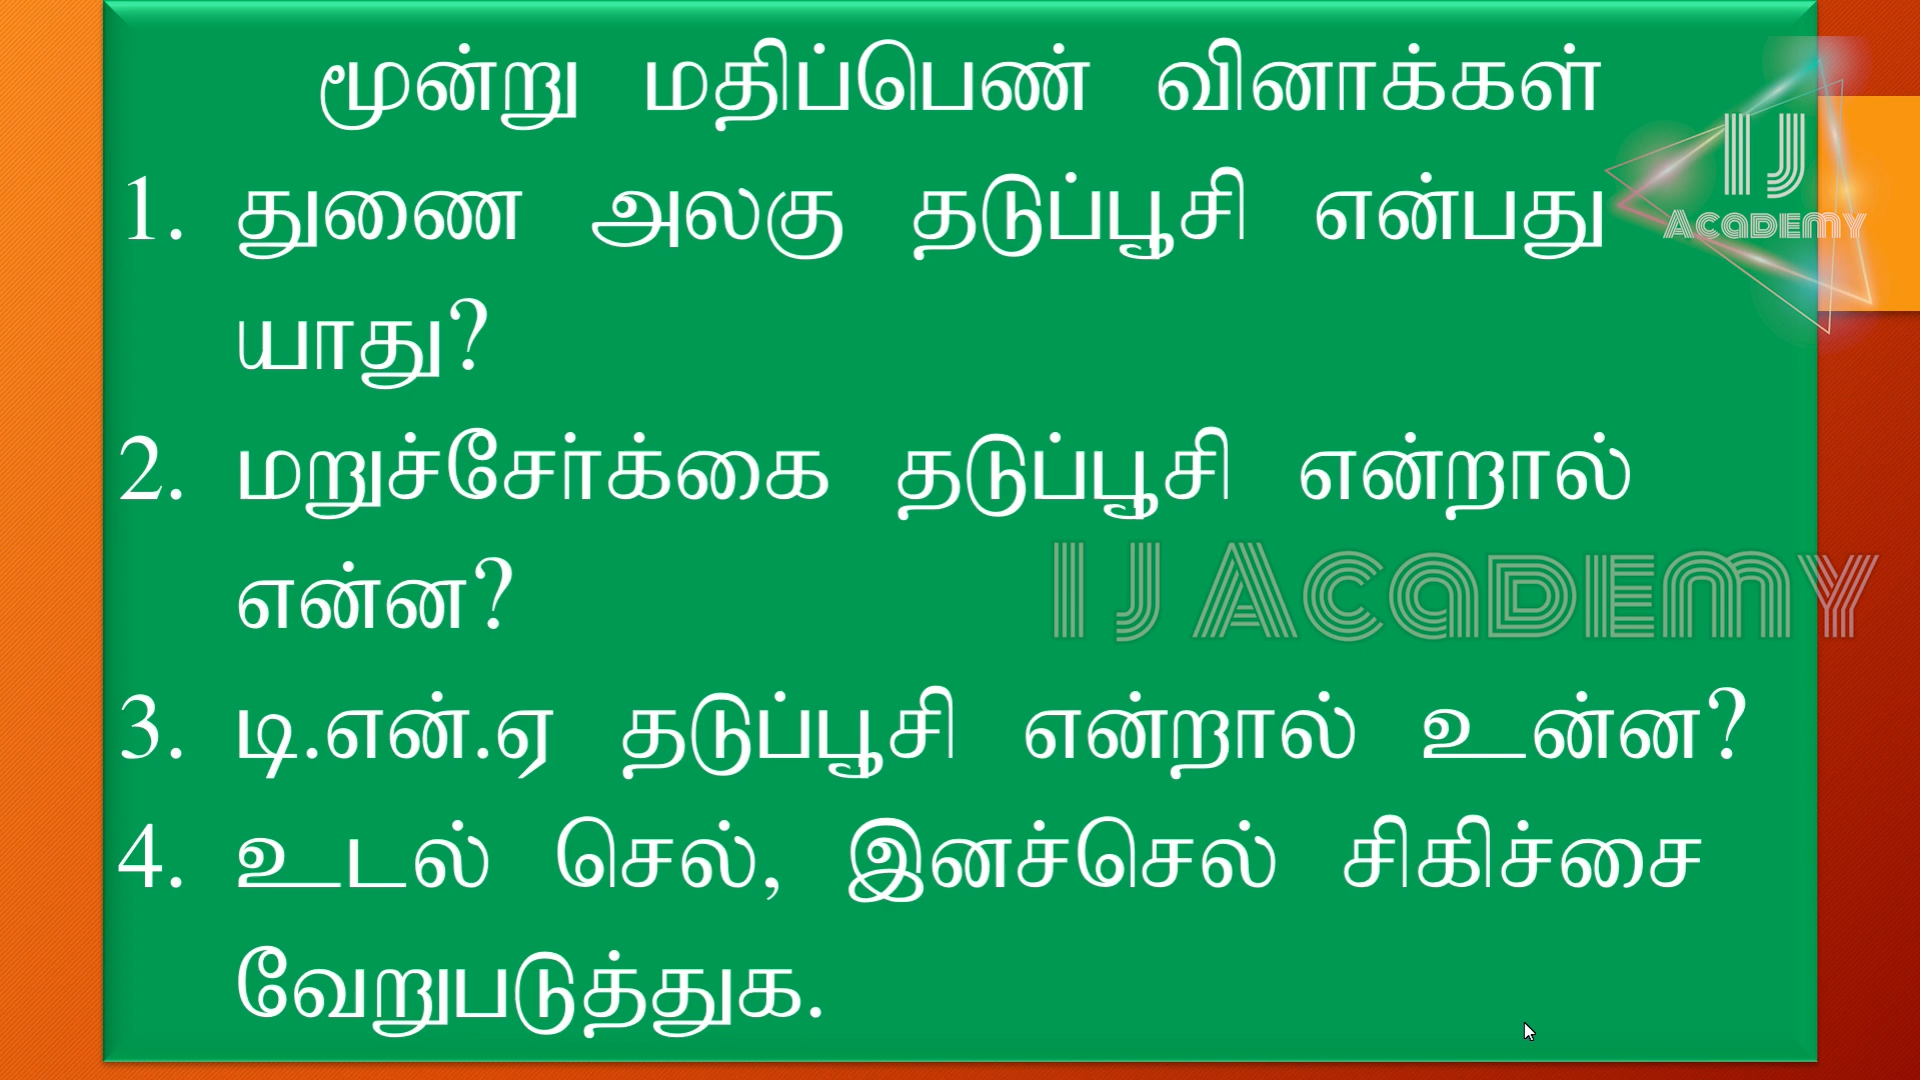 மூன்று மதிப்பெண் வினாக்கள்
1. துணை அலகு தடுப்பூசி என்பது
யாது?
2. மறுச்சேர்க்கை தடுப்பூசி என்றால்
என்ன?
3. டி.என்.ஏ தடுப்பூசி என்றால் உன்ன?
4. உடல் செல், இனச்செல் சிகிச்சை
வேறுபடுத்துக.
IJ
ACADEMY
IJ ACADEMY